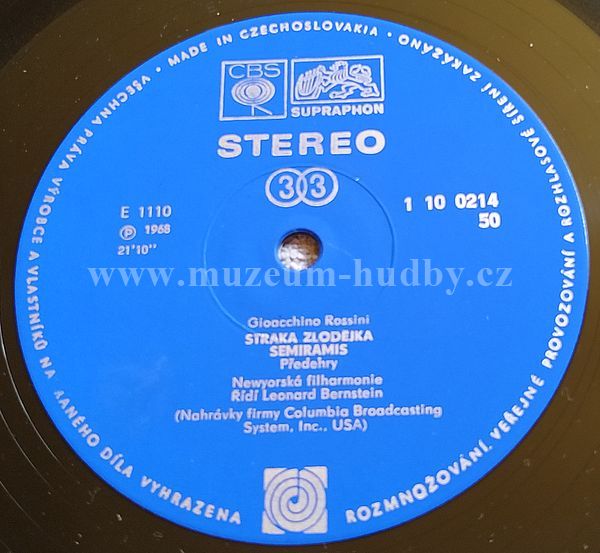 CBS
SUPRAPHON
STEREO
33
E 1110
℗ 1968
21'10''
1 10 0214
50
www.muzeum-hudby.cz
Gioacchino Rossini
STRAKA ZLODĚJKA
SEMIRAMIS
Předehry
Newyorská filharmonie
Řídí Leonard Bernstein
(Nahrávky firmy Columbia Broadcasting
System, Inc., USA)
• MADE IN CZECHOSLOVAKIA • VŠECHNA PRÁVA VÝROBCE A VLASTNÍKŮ NAHRANÉHO DÍLA VYHRAZENA
ROZMNOŽOVÁNÍ, VEŘEJNÉ PROVOZOVÁNÍ A ROZHLASOVÉ ŠÍŘENÍ ZAKÁZÁNO